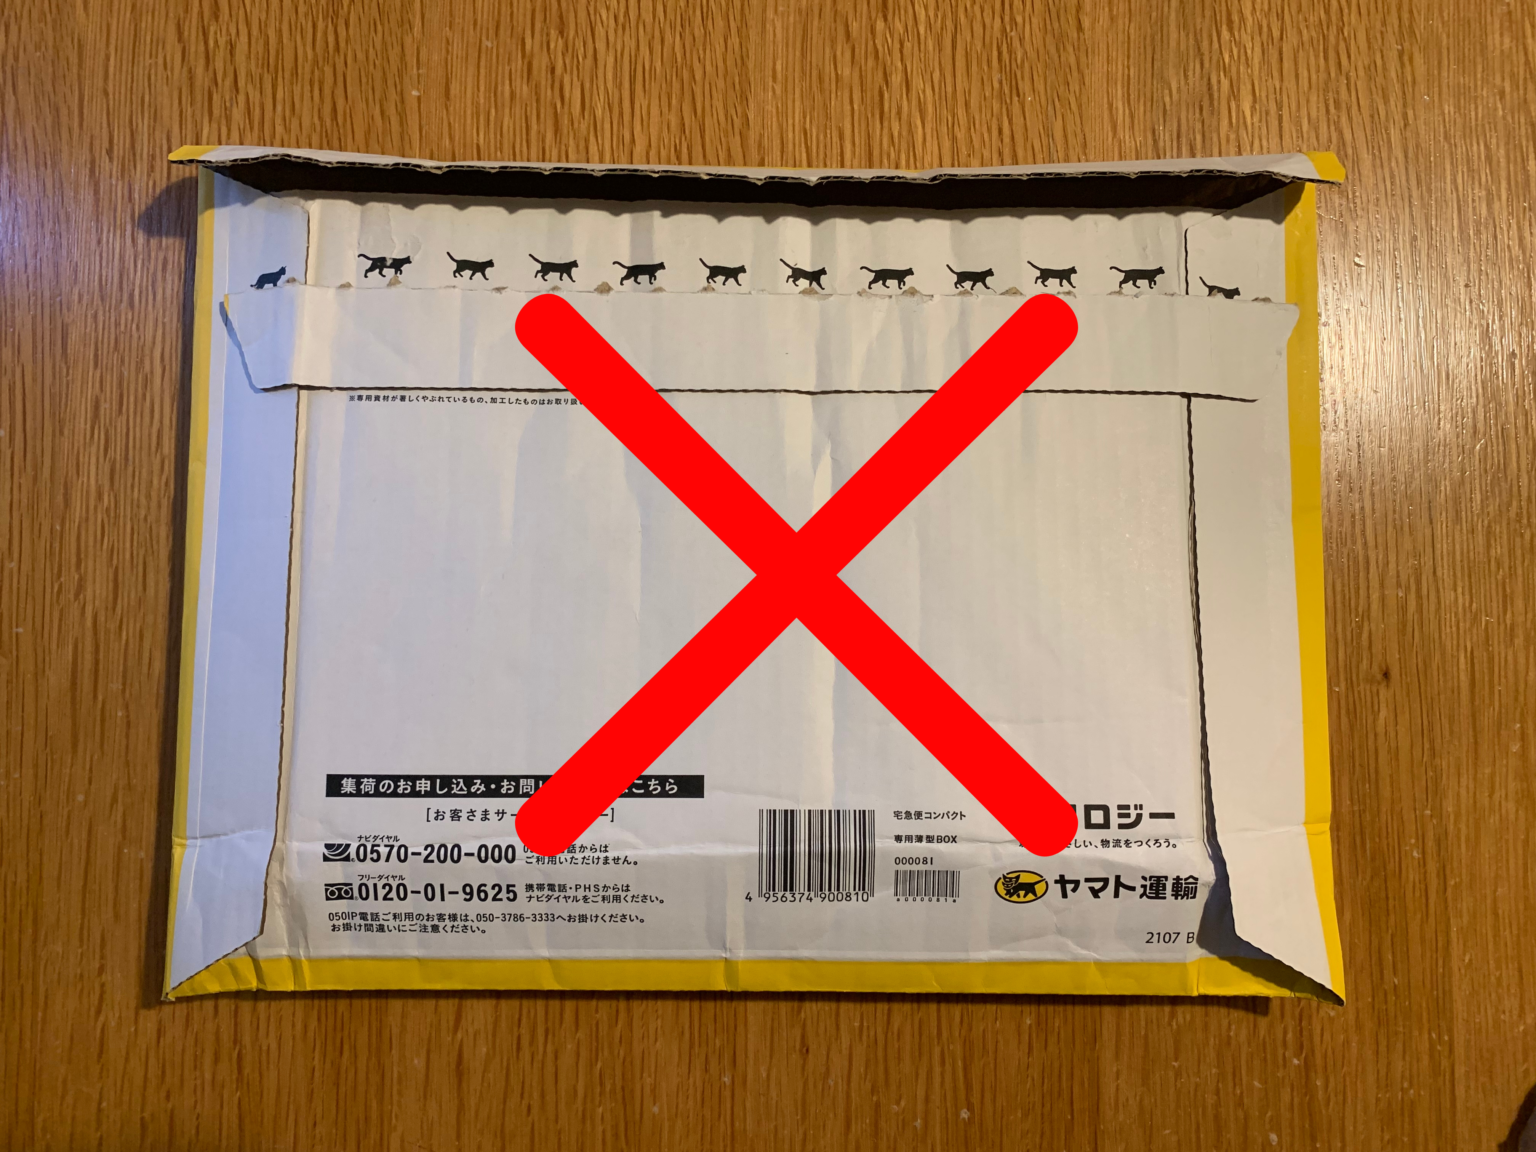 ※専用資材が著しくやぶれているもの、加工したものはお取り扱
集荷のお申し込み・お問 こちら
[お客さまサー ー]
ナビダイヤル
0570-200-000 話からは
ご利用いただけません。
フリーダイヤル
0120-01-9625 携帯電話・PHSからは
ナビダイヤルをご利用ください。
050IP電話ご利用のお客様は、050-3786-3333へお掛けください。
お掛け間違いにご注意ください。
4 956374 900810
宅急便コンパクト
専用薄型BOX
000081
ロジー
しい、物流をつくろう。
ヤマト運輸
2107 B